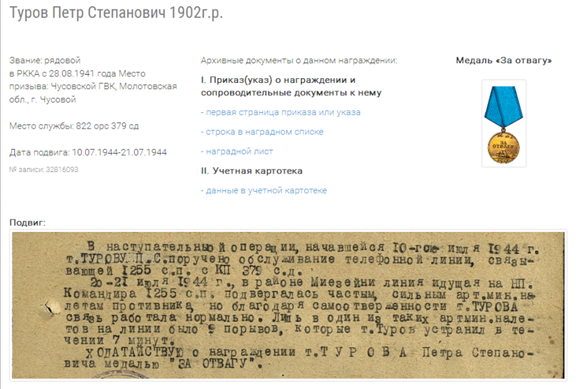 Туров Петр Степанович 1902г.р.
Звание: рядовой
в РККА с 28.08.1941 года Место
призыва: Чусовской ГВК, Молотовская
обл., г. Чусовой
Место службы: 822 орс 379 сд
Дата подвига: 10.07.1944-21.07.1944
№ записи: 32816093
Архивные документы о данном награждении:
I. Приказ(указ) о награждении и
сопроводительные документы к нему
- первая страница приказа или указа
- строка в наградном списке
- наградной лист
II. Учетная картотека
- данные в учетной картотеке
Медаль «За отвагу»
ЗА
ОТВАГУ
Подвиг:
В наступательной операции, начавшейся 10-гою июля 1944 г.
т.ТУРОВУ П.С.поручено обслуживание телефонной линии, связы-
вающей 1255 с.п. с КП 379 с.д.
20-21 июля 1944 г., в районе Миезейни линия идущая на НП.
Командира 1255 с.п. подвергалась частым, сильным арт.мин.на-
летам противника, но благодаря самоотверженности т.ТУРОВА
связь работала нормально. Лишь в один из таких артмин.нале-
тов на линии было 9 порывов, которые т.Туров устранил в те-
чении 7 минут.
ХОДАТАЙСТВУЮ о награждении т.Т У Р О В А Петра Степано-
вича медалью "ЗА ОТВАГУ".